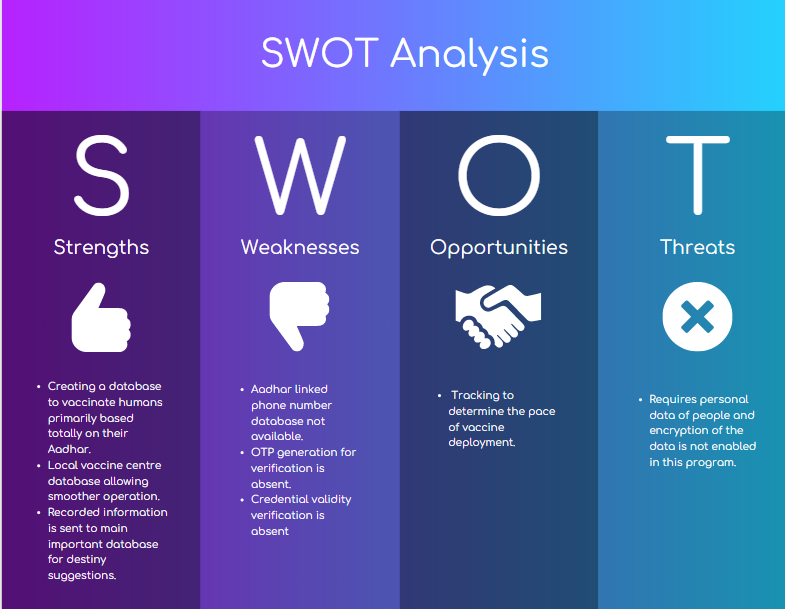 SWOT Analysis
S
Strengths
• Creating a database
to vaccinate humans
primarily based
totally on their
Aadhar.
• Local vaccine centre
database allowing
smoother operation.
• Recorded information
is sent to main
important database
for destiny
suggestions.
W
Weaknesses
• Aadhar linked
phone number
database not
available.
• OTP generation for
verification is
absent.
• Credential validity
verification is
absent
O
Opportunities
• Tracking to
determine the pace
of vaccine
deployment.
T
Threats
• Requires personal
data of people and
encryption of the
data is not enabled
in this program.